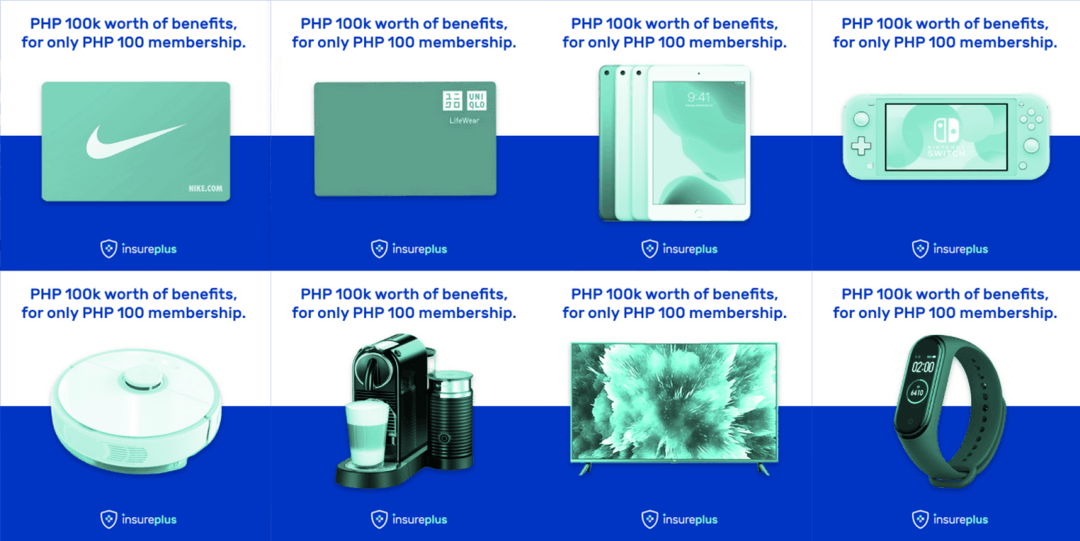 PHP 100k worth of benefits,
for only PHP 100 membership.
NIKE.COM
insureplus
PHP 100k worth of benefits,
for only PHP 100 membership.
ユニ
クロ
UNI
QLO
LifeWear
insureplus
PHP 100k worth of benefits,
for only PHP 100 membership.
9:41
insureplus
PHP 100k worth of benefits,
for only PHP 100 membership.
NINTENDO
SWITCH
insureplus
PHP 100k worth of benefits,
for only PHP 100 membership.
insureplus
PHP 100k worth of benefits,
for only PHP 100 membership.
insureplus
PHP 100k worth of benefits,
for only PHP 100 membership.
insureplus
PHP 100k worth of benefits,
for only PHP 100 membership.
02:00
6410
insureplus